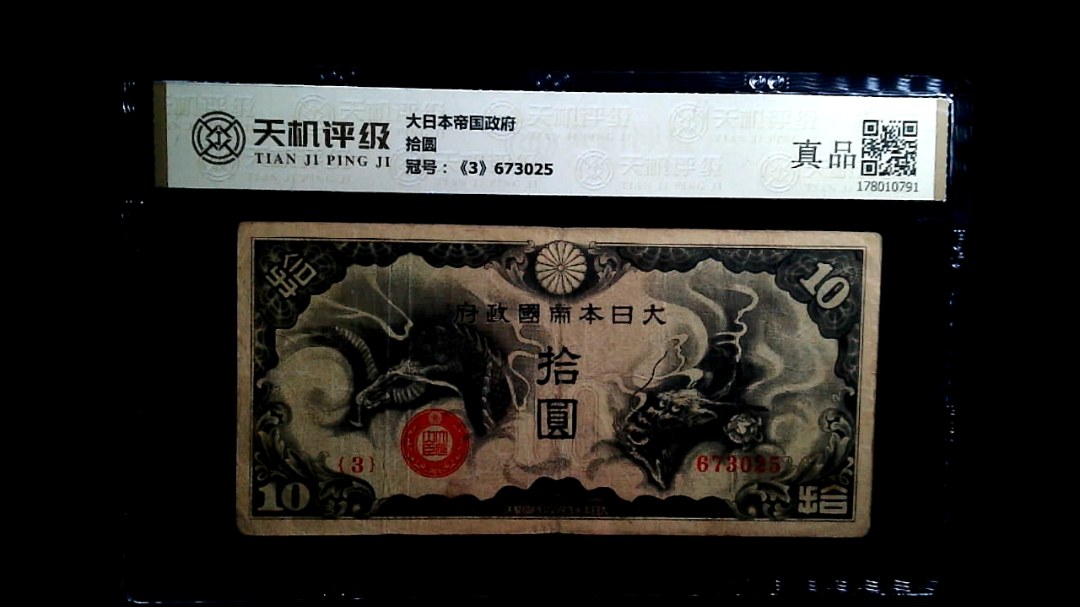 天机评级
TIAN JI PING JI
大日本帝国政府
拾圆
冠号：《3》673025
真品
178010791
10
府政國帝本日大
拾
圓
{3}
673025
10
拾